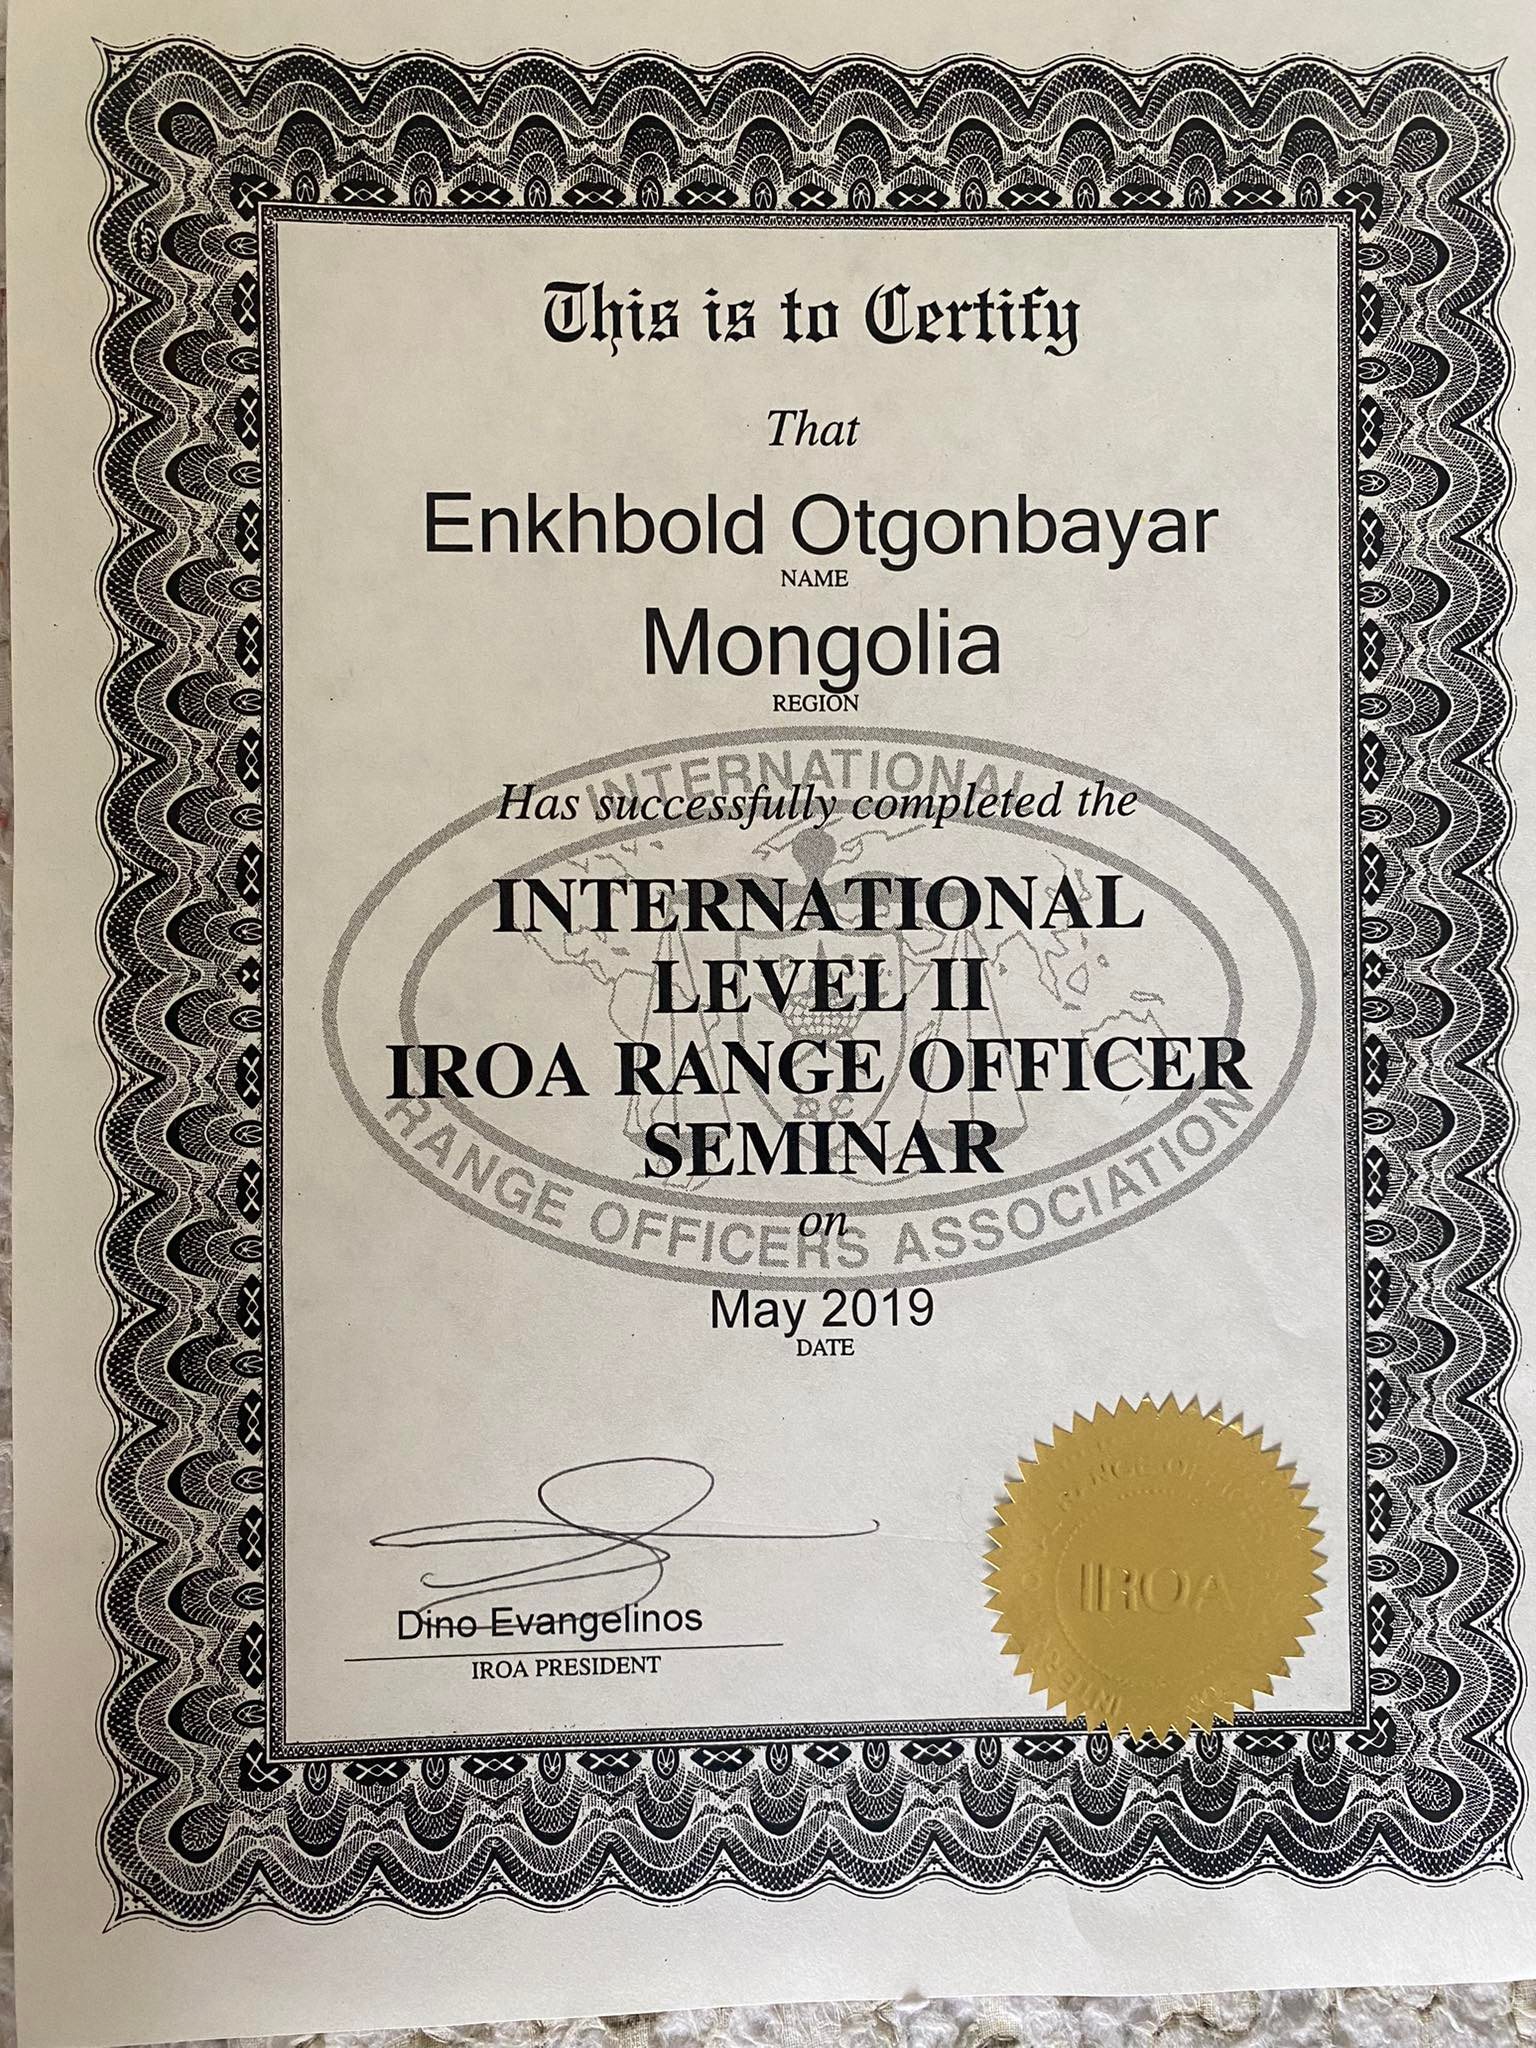 This is to Certify
That
Enkhbold Otgonbayar
NAME
Mongolia
REGION
INTERNATIONAL
Has successfully completed the
INTERNATIONAL
LEVEL II
IROA RANGE OFFICER
SEMINAR
RANGE OFFICERS ASSOCIATION
on
May 2019
DATE
Dino Evangelinos
IROA PRESIDENT
IROA